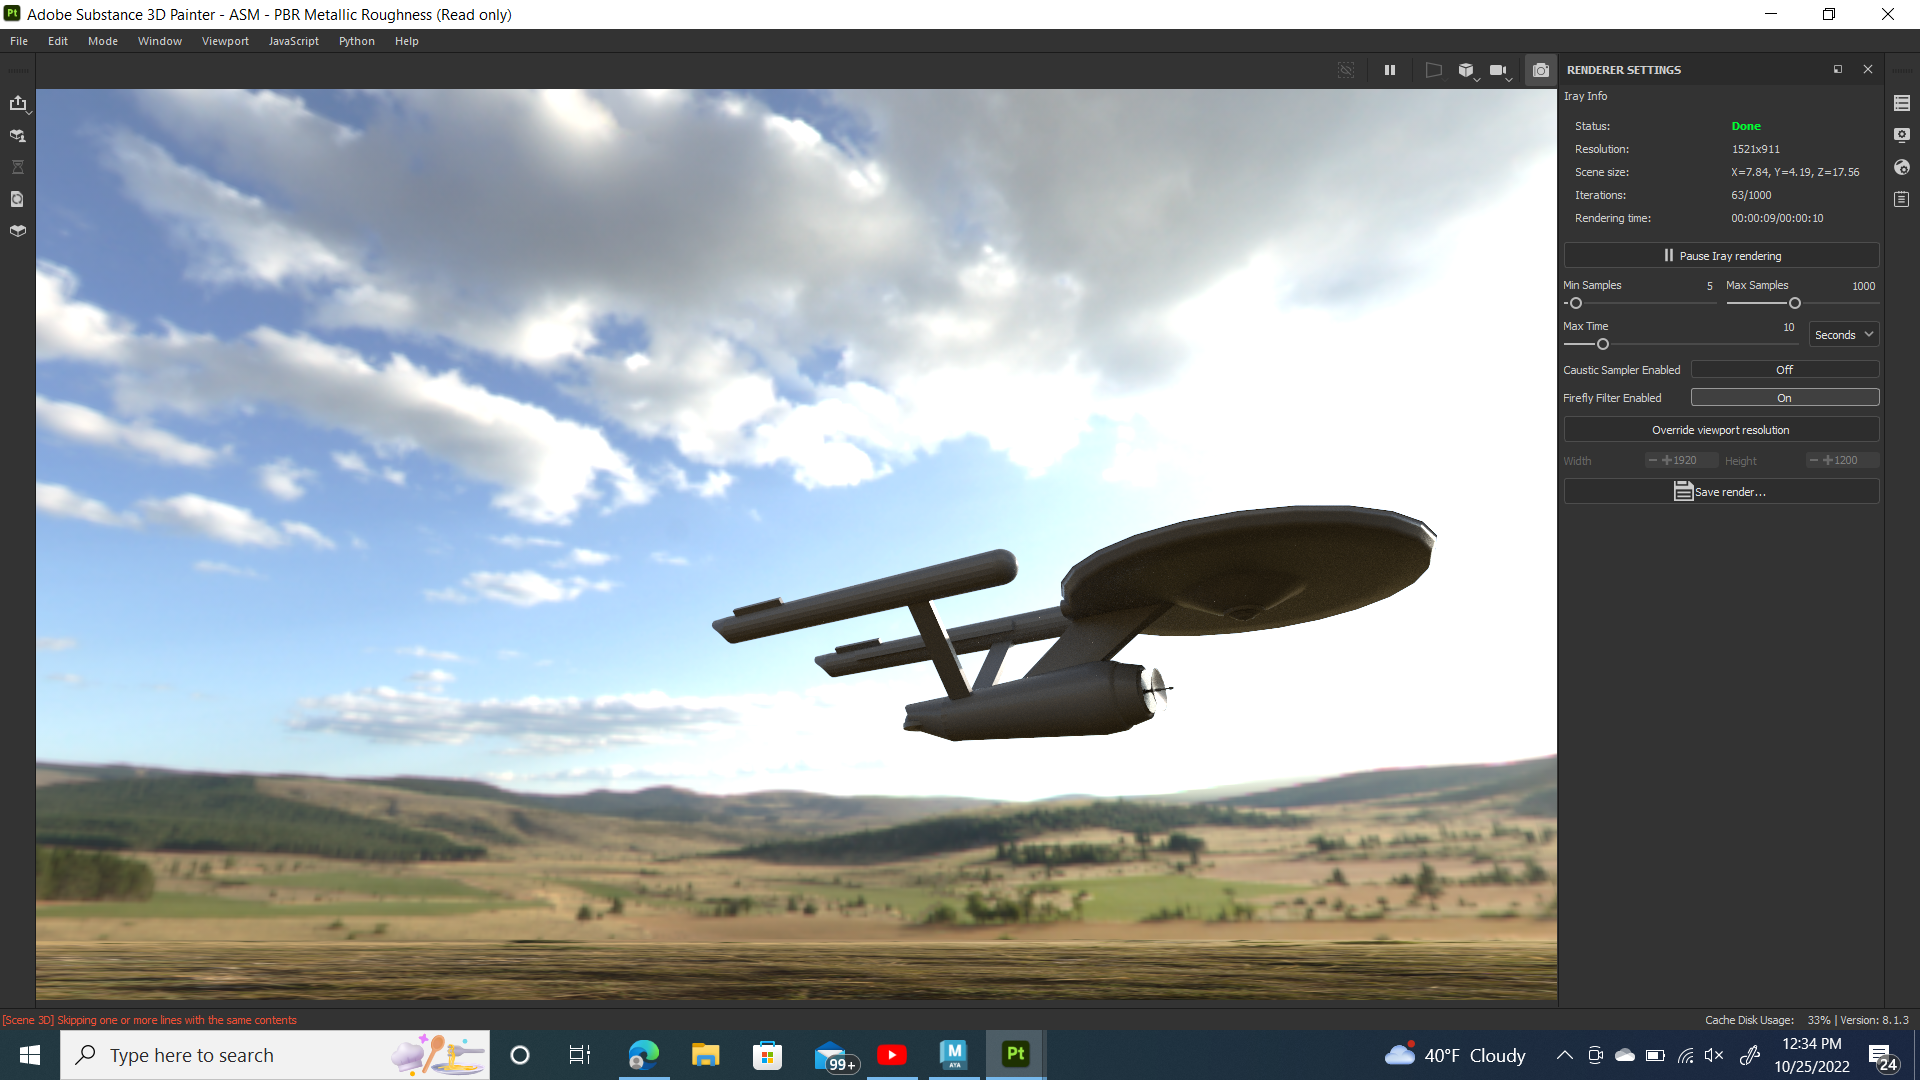 Pt Adobe Substance 3D Painter - ASM - PBR Metallic Roughness (Read only)
File Edit Mode Window Viewport JavaScript Python Help
RENDERER SETTINGS
Iray Info
Status: Done
Resolution: 1521x911
Scene size: X=7.84, Y=4.19, Z=17.56
Iterations: 63/1000
Rendering time: 00:00:09/00:00:10
Pause Iray rendering
Min Samples 5 Max Samples 1000
Max Time 10 Seconds
Caustic Sampler Enabled Off
Firefly Filter Enabled On
Override viewport resolution
Width 1920 Height 1200
Save render...
[Scene 3D] Skipping one or more lines with the same contents
Cache Disk Usage: 33% | Version: 8.1.3
Type here to search
99+
M
AYA
Pt
40°F Cloudy
12:34 PM
10/25/2022
24